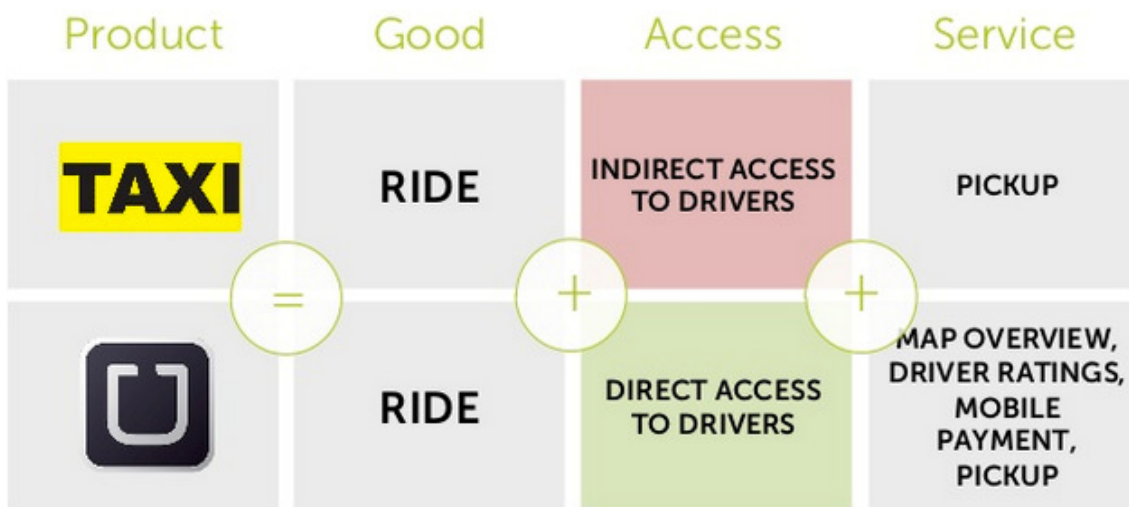 Product Good Access Service
TAXI
RIDE
INDIRECT ACCESS
TO DRIVERS
PICKUP
=
+
+
U
RIDE
DIRECT ACCESS
TO DRIVERS
MAP OVERVIEW,
DRIVER RATINGS,
MOBILE
PAYMENT,
PICKUP